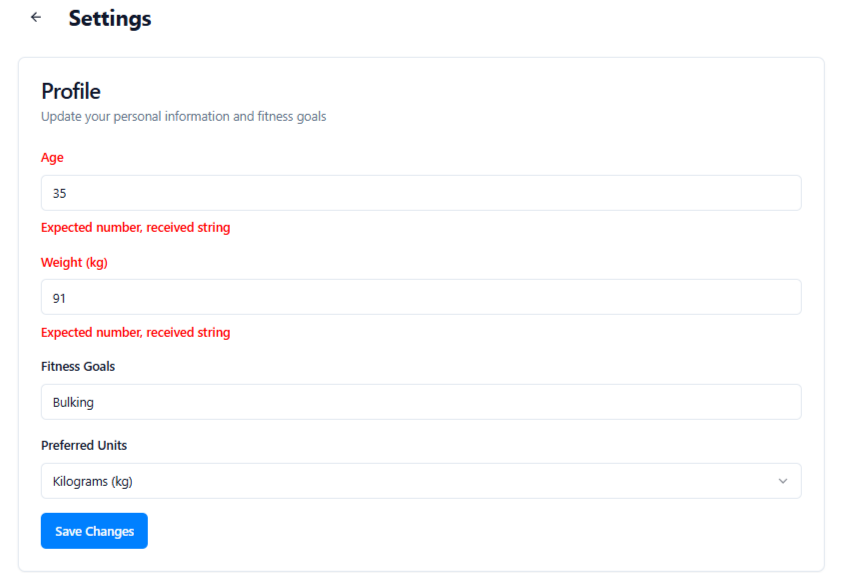 Settings
Profile
Update your personal information and fitness goals
Age
35
Expected number, received string
Weight (kg)
91
Expected number, received string
Fitness Goals
Bulking
Preferred Units
Kilograms (kg)
Save Changes